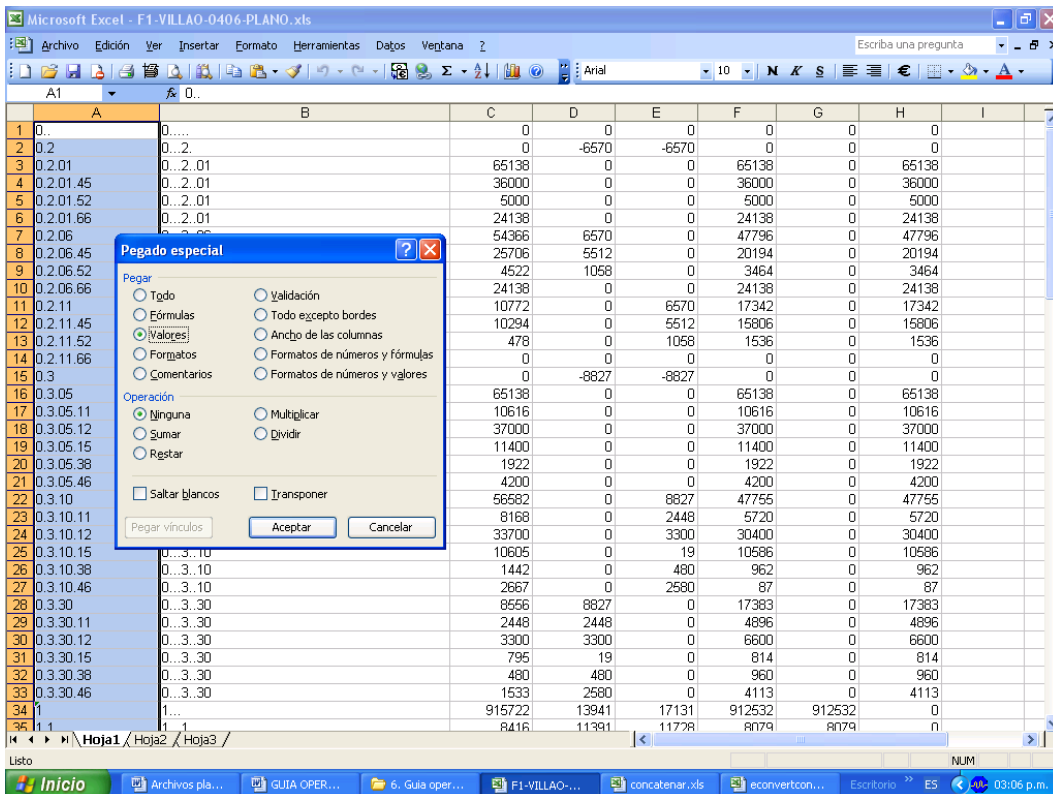 Microsoft Excel - F1-VILLAO-0406-PLANO.xls
Archivo Edición Ver Insertar Formato Herramientas Datos Ventana ? Escriba una pregunta
Arial 10 N K S €
A1 fx 0..
A B C D E F G H I
1 0.. 0..... 0 0 0 0 0 0
2 0.2 0...2. 0 -6570 -6570 0 0 0
3 0.2.01 0...2..01 65138 0 0 65138 0 65138
4 0.2.01.45 0...2..01 36000 0 0 36000 0 36000
5 0.2.01.52 0...2..01 5000 0 0 5000 0 5000
6 0.2.01.66 0...2..01 24138 0 0 24138 0 24138
7 0.2.06 54366 6570 0 47796 0 47796
8 0.2.06.45 25706 5512 0 20194 0 20194
9 0.2.06.52 4522 1058 0 3464 0 3464
10 0.2.06.66 24138 0 0 24138 0 24138
11 0.2.11 10772 0 6570 17342 0 17342
12 0.2.11.45 10294 0 5512 15806 0 15806
13 0.2.11.52 478 0 1058 1536 0 1536
14 0.2.11.66 0 0 0 0 0 0
15 0.3 0 -8827 -8827 0 0 0
16 0.3.05 65138 0 0 65138 0 65138
17 0.3.05.11 10616 0 0 10616 0 10616
18 0.3.05.12 37000 0 0 37000 0 37000
19 0.3.05.15 11400 0 0 11400 0 11400
20 0.3.05.38 1922 0 0 1922 0 1922
21 0.3.05.46 4200 0 0 4200 0 4200
22 0.3.10 56582 0 8827 47755 0 47755
23 0.3.10.11 8168 0 2448 5720 0 5720
24 0.3.10.12 33700 0 3300 30400 0 30400
25 0.3.10.15 0...3..10 10605 0 19 10586 0 10586
26 0.3.10.38 0...3..10 1442 0 480 962 0 962
27 0.3.10.46 0...3..10 2667 0 2580 87 0 87
28 0.3.30 0...3..30 8556 8827 0 17383 0 17383
29 0.3.30.11 0...3..30 2448 2448 0 4896 0 4896
30 0.3.30.12 0...3..30 3300 3300 0 6600 0 6600
31 0.3.30.15 0...3..30 795 19 0 814 0 814
32 0.3.30.38 0...3..30 480 480 0 960 0 960
33 0.3.30.46 0...3..30 1533 2580 0 4113 0 4113
34 1 1... 915722 13941 17131 912532 912532 0
35 1.1 1...1 8416 11391 11728 8079 8079 0
Pegado especial
Pegar
Todo Validación
Fórmulas Todo excepto bordes
Valores Ancho de las columnas
Formatos Formatos de números y fórmulas
Comentarios Formatos de números y valores
Operación
Ninguna Multiplicar
Sumar Dividir
Restar
Saltar blancos Transponer
Pegar vínculos Aceptar Cancelar
Hoja1 Hoja2 Hoja3
Listo NUM
Inicio Archivos pla... GUIA OPER... 6. Guia oper... F1-VILLAO-... concatenar.xls econvertcon... Escritorio » ES 03:06 p.m.